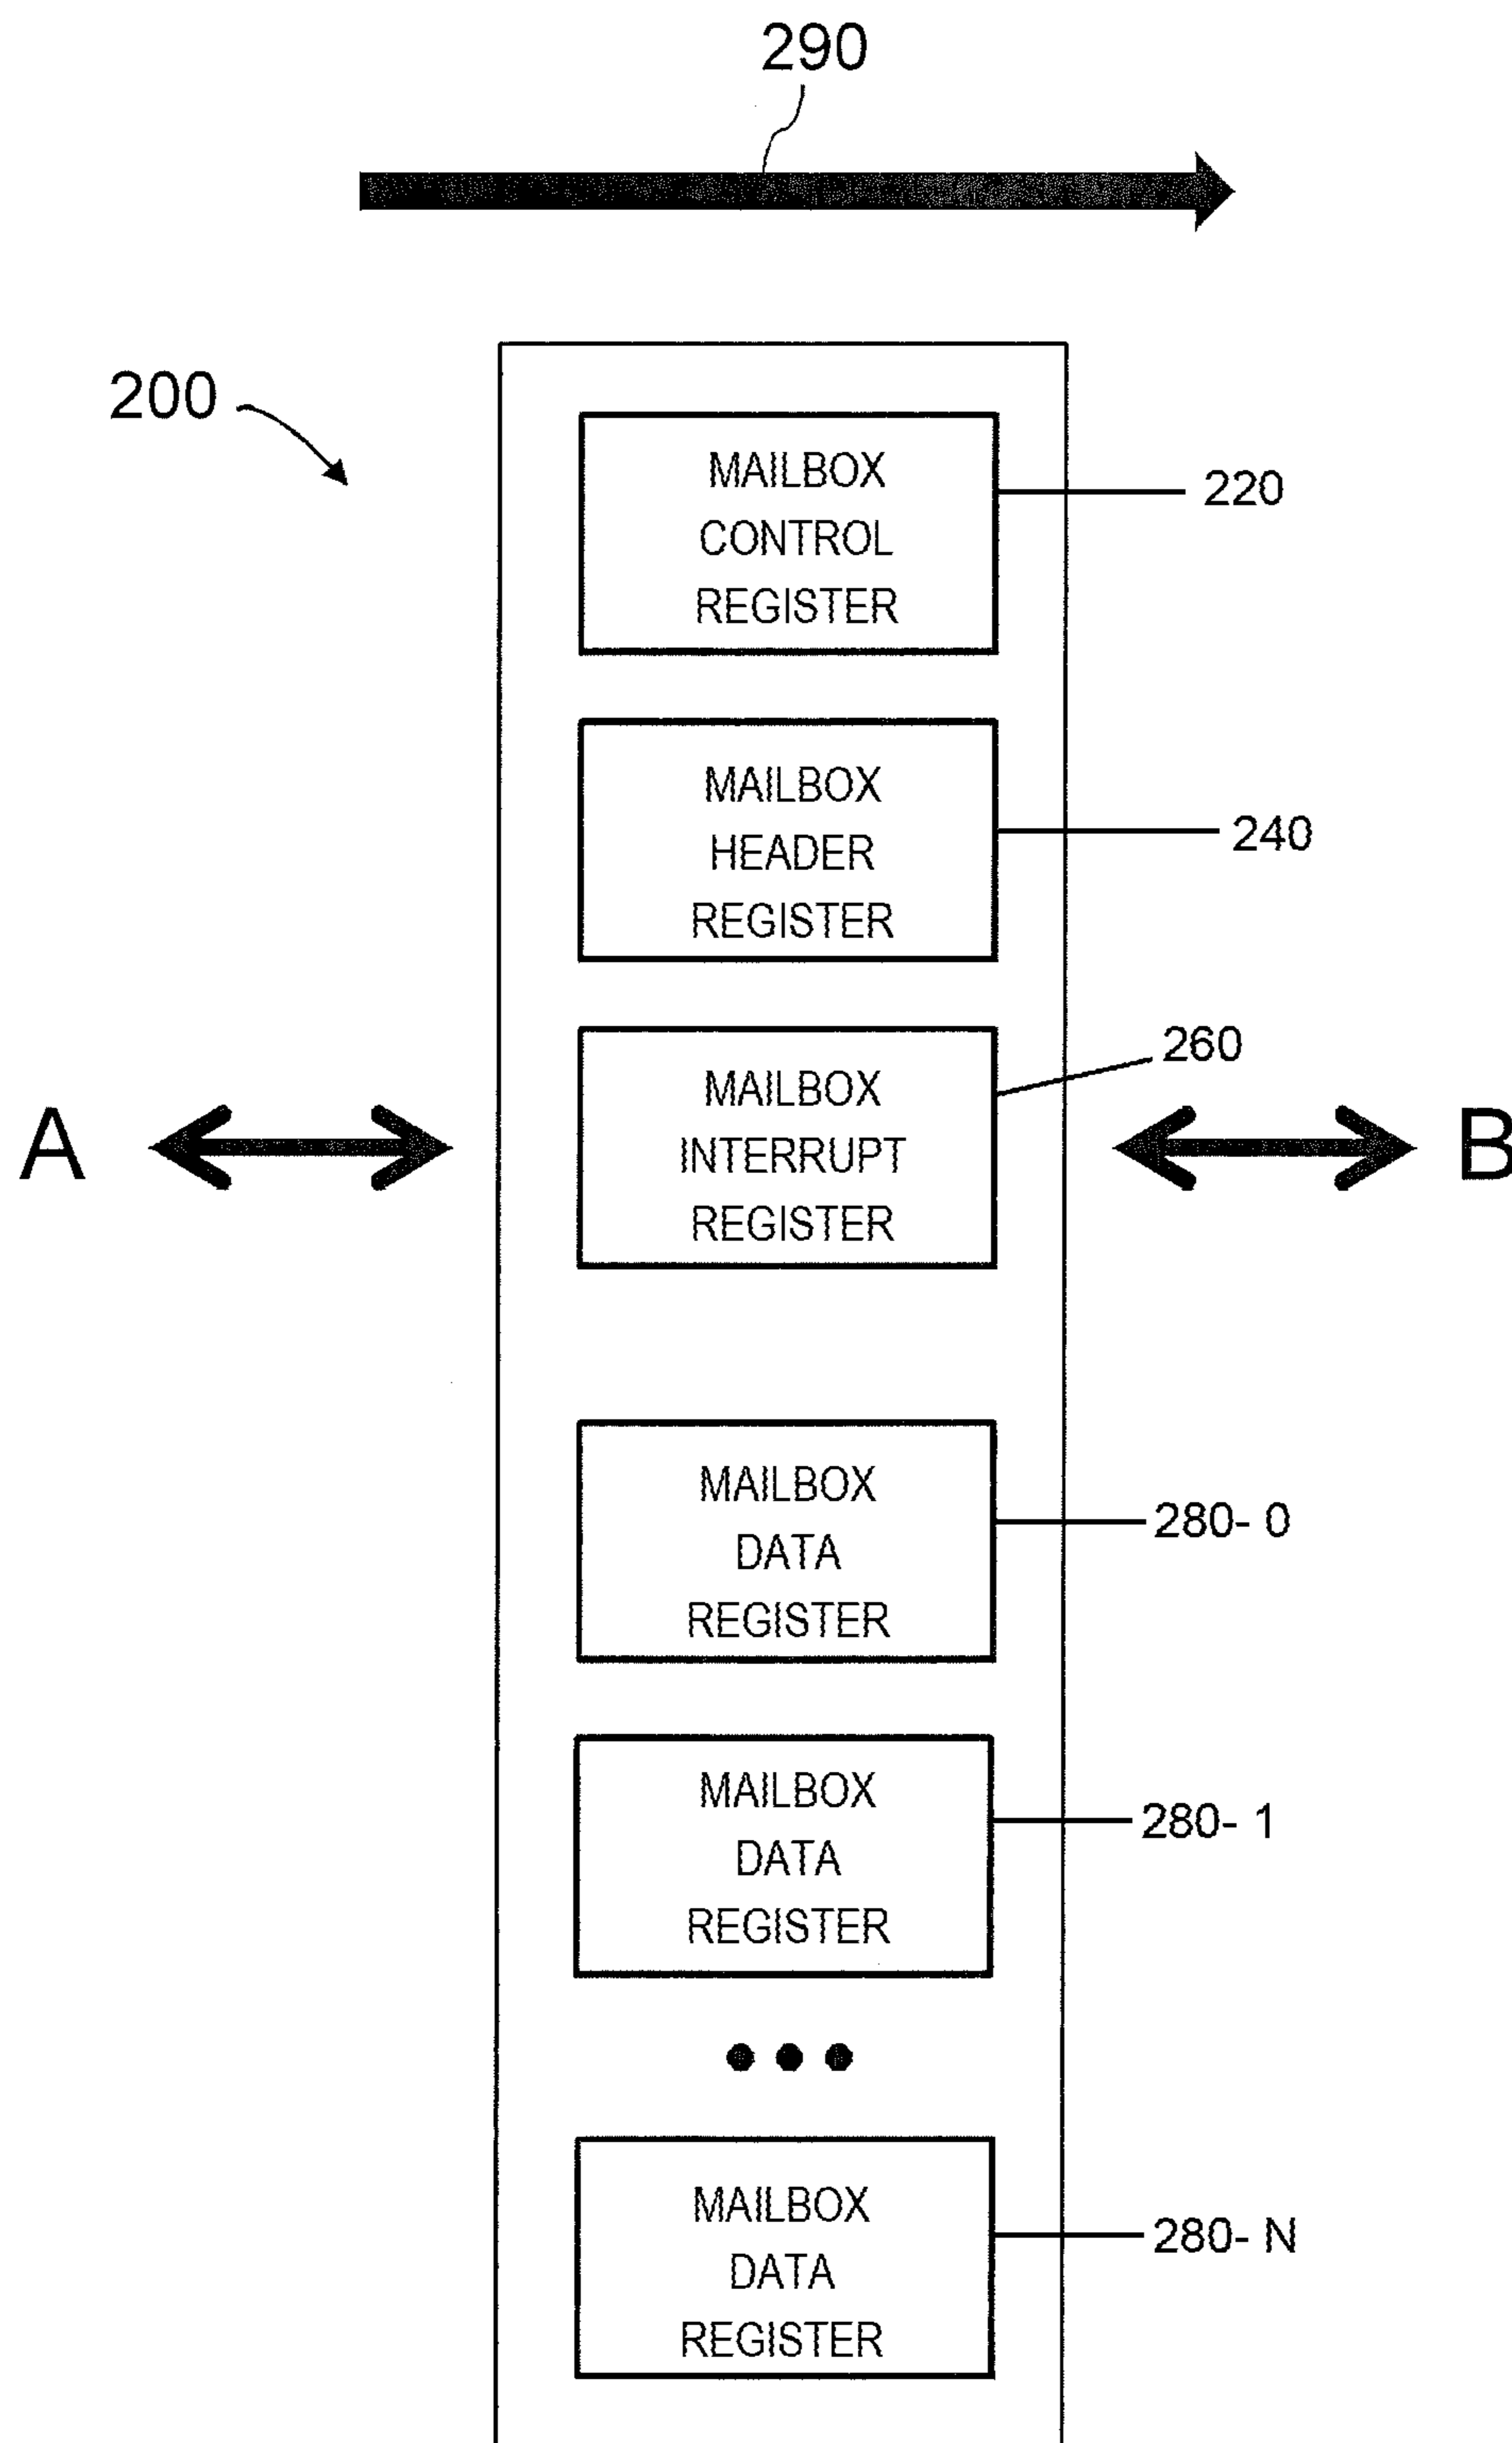 290
200
MAILBOX
CONTROL
REGISTER
220
MAILBOX
HEADER
REGISTER
240
MAILBOX
INTERRUPT
REGISTER
260
A
B
MAILBOX
DATA
REGISTER
280- 0
MAILBOX
DATA
REGISTER
280- 1
MAILBOX
DATA
REGISTER
280- N